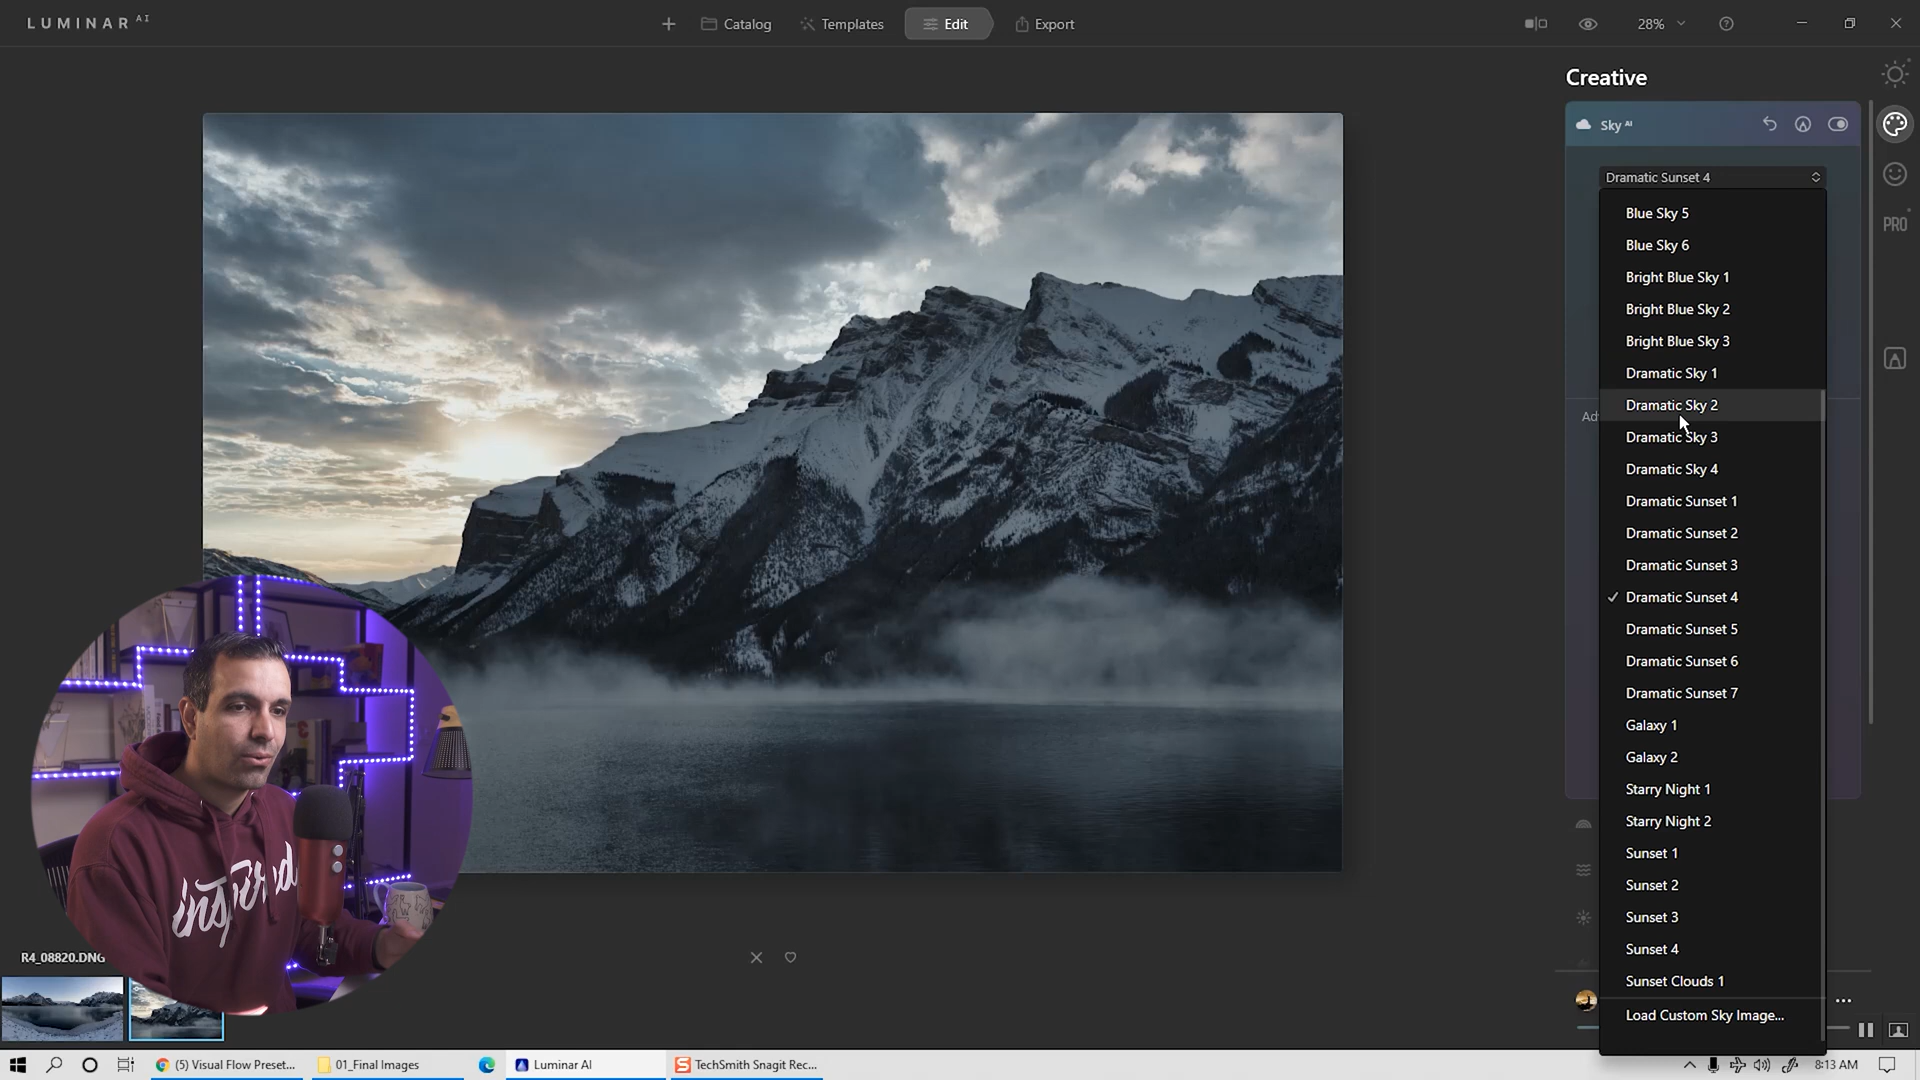 LUMINAR AI
Catalog
Templates
Edit
Export
28%
Creative
Sky AI
PRO
Dramatic Sunset 4
Blue Sky 5
Blue Sky 6
Bright Blue Sky 1
Bright Blue Sky 2
Bright Blue Sky 3
Dramatic Sky 1
Dramatic Sky 2
Ad
Dramatic Sky 3
Dramatic Sky 4
Dramatic Sunset 1
Dramatic Sunset 2
Dramatic Sunset 3
Dramatic Sunset 4
Dramatic Sunset 5
Dramatic Sunset 6
Dramatic Sunset 7
Galaxy 1
Galaxy 2
Starry Night 1
Starry Night 2
Sunset 1
Sunset 2
Sunset 3
Sunset 4
Sunset Clouds 1
Load Custom Sky Image...
inspired
R4_08820.DNG
(5) Visual Flow Preset...
01_Final Images
Luminar AI
TechSmith Snagit Rec...
8:13 AM